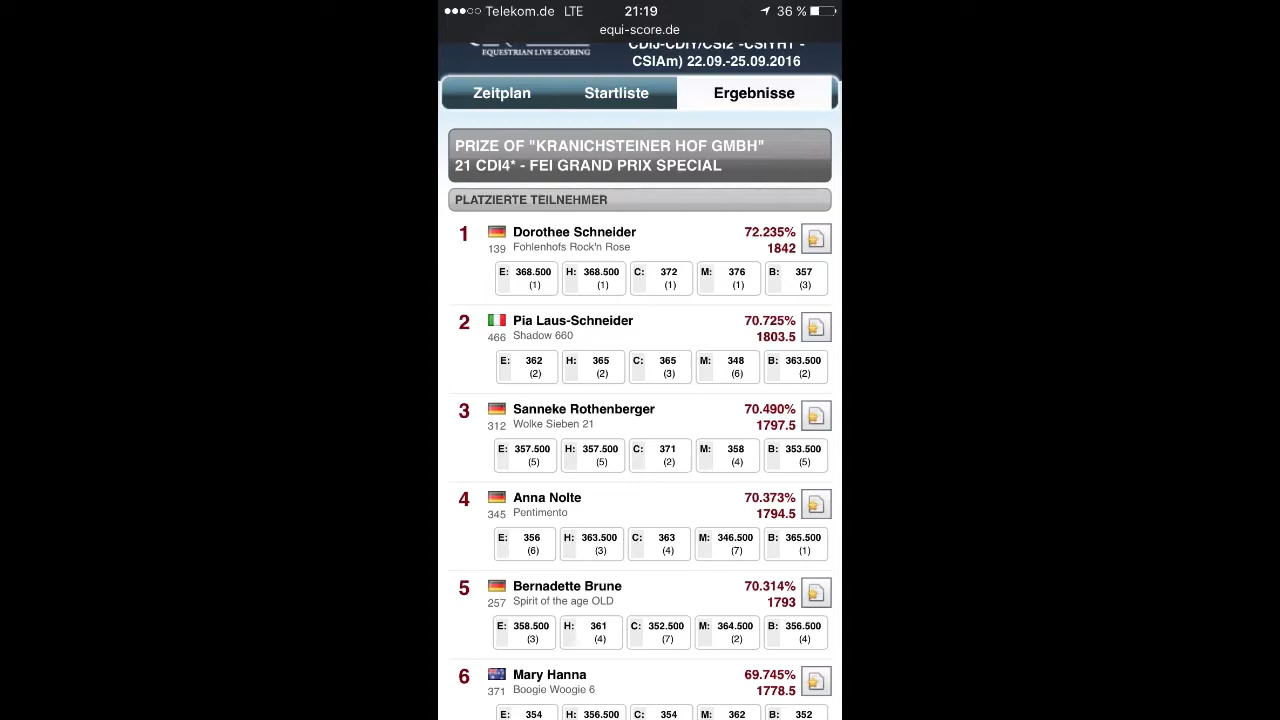 Telekom.de LTE 21:19 36 %
equi-score.de
EQUESTRIAN LIVE SCORING
CDIJ-CDIY/CSI2*-CSIYH1*-
CSIAm) 22.09.-25.09.2016
Zeitplan Startliste Ergebnisse
PRIZE OF "KRANICHSTEINER HOF GMBH"
21 CDI4* - FEI GRAND PRIX SPECIAL
PLATZIERTE TEILNEHMER
1 Dorothee Schneider 72.235%
139 Fohlenhofs Rock'n Rose 1842
E: 368.500 H: 368.500 C: 372 M: 376 B: 357
(1) (1) (1) (1) (3)
2 Pia Laus-Schneider 70.725%
466 Shadow 660 1803.5
E: 362 H: 365 C: 365 M: 348 B: 363.500
(2) (2) (3) (6) (2)
3 Sanneke Rothenberger 70.490%
312 Wolke Sieben 21 1797.5
E: 357.500 H: 357.500 C: 371 M: 358 B: 353.500
(5) (5) (2) (4) (5)
4 Anna Nolte 70.373%
345 Pentimento 1794.5
E: 356 H: 363.500 C: 363 M: 346.500 B: 365.500
(6) (3) (4) (7) (1)
5 Bernadette Brune 70.314%
257 Spirit of the age OLD 1793
E: 358.500 H: 361 C: 352.500 M: 364.500 B: 356.500
(3) (4) (7) (2) (4)
6 Mary Hanna 69.745%
371 Boogie Woogie 6 1778.5
E: 354 H: 356.500 C: 354 M: 362 B: 352